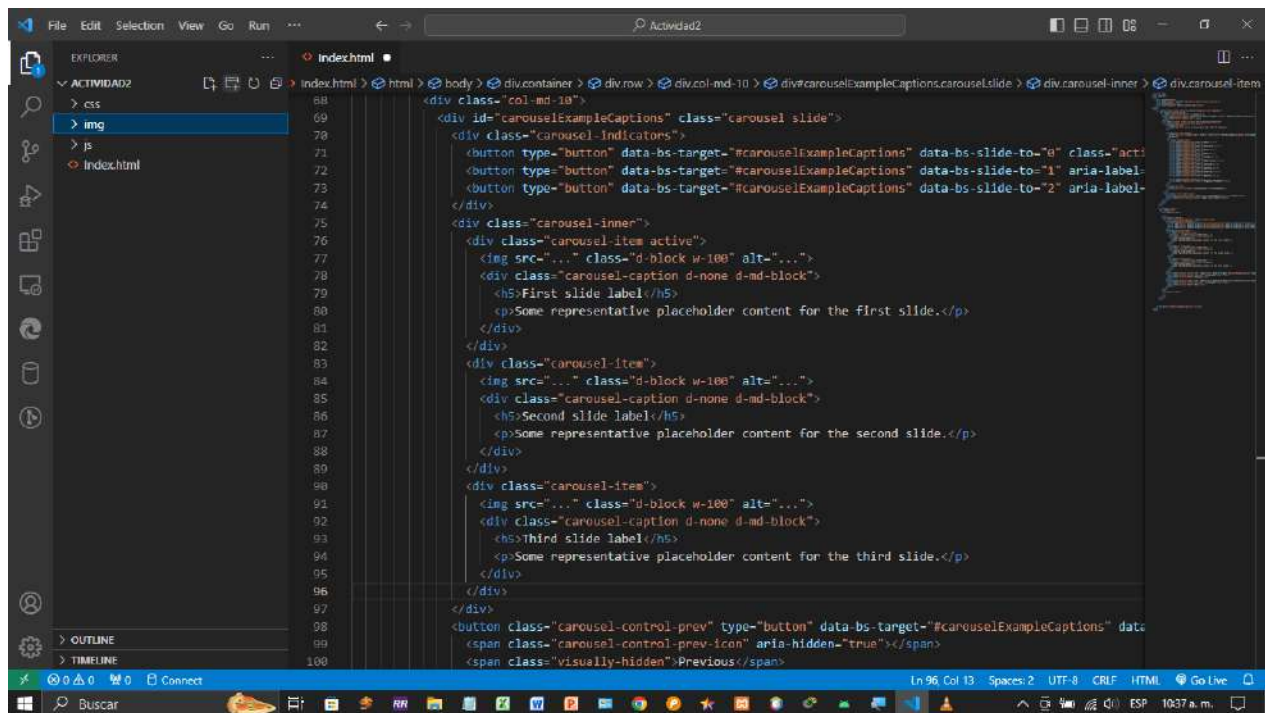 File Edit Selection View Go Run ··· Actividad2
EXPLORER ··· Index.html
ACTIVIDAD2
Index.html > html > body > div.container > div.row > div.col-md-10 > div#carouselExampleCaptions.carousel.slide > div.carousel-inner > div.carousel-item
> css
> img
> js
Index.html
68 <div class="col-md-10">
69 <div id="carouselExampleCaptions" class="carousel slide">
70 <div class="carousel-indicators">
71 <button type="button" data-bs-target="#carouselExampleCaptions" data-bs-slide-to="0" class="acti
72 <button type="button" data-bs-target="#carouselExampleCaptions" data-bs-slide-to="1" aria-label=
73 <button type="button" data-bs-target="#carouselExampleCaptions" data-bs-slide-to="2" aria-label=
74 </div>
75 <div class="carousel-inner">
76 <div class="carousel-item active">
77 <img src="..." class="d-block w-100" alt="...">
78 <div class="carousel-caption d-none d-md-block">
79 <h5>First slide label</h5>
80 <p>Some representative placeholder content for the first slide.</p>
81 </div>
82 </div>
83 <div class="carousel-item">
84 <img src="..." class="d-block w-100" alt="...">
85 <div class="carousel-caption d-none d-md-block">
86 <h5>Second slide label</h5>
87 <p>Some representative placeholder content for the second slide.</p>
88 </div>
89 </div>
90 <div class="carousel-item">
91 <img src="..." class="d-block w-100" alt="...">
92 <div class="carousel-caption d-none d-md-block">
93 <h5>Third slide label</h5>
94 <p>Some representative placeholder content for the third slide.</p>
95 </div>
96 </div>
97 </div>
98 <button class="carousel-control-prev" type="button" data-bs-target="#carouselExampleCaptions" data
99 <span class="carousel-control-prev-icon" aria-hidden="true"></span>
100 <span class="visually-hidden">Previous</span>
> OUTLINE
> TIMELINE
0 0 0 Connect Ln 96, Col 13 Spaces: 2 UTF-8 CRLF HTML Go Live
Buscar ESP 10:37 a. m.